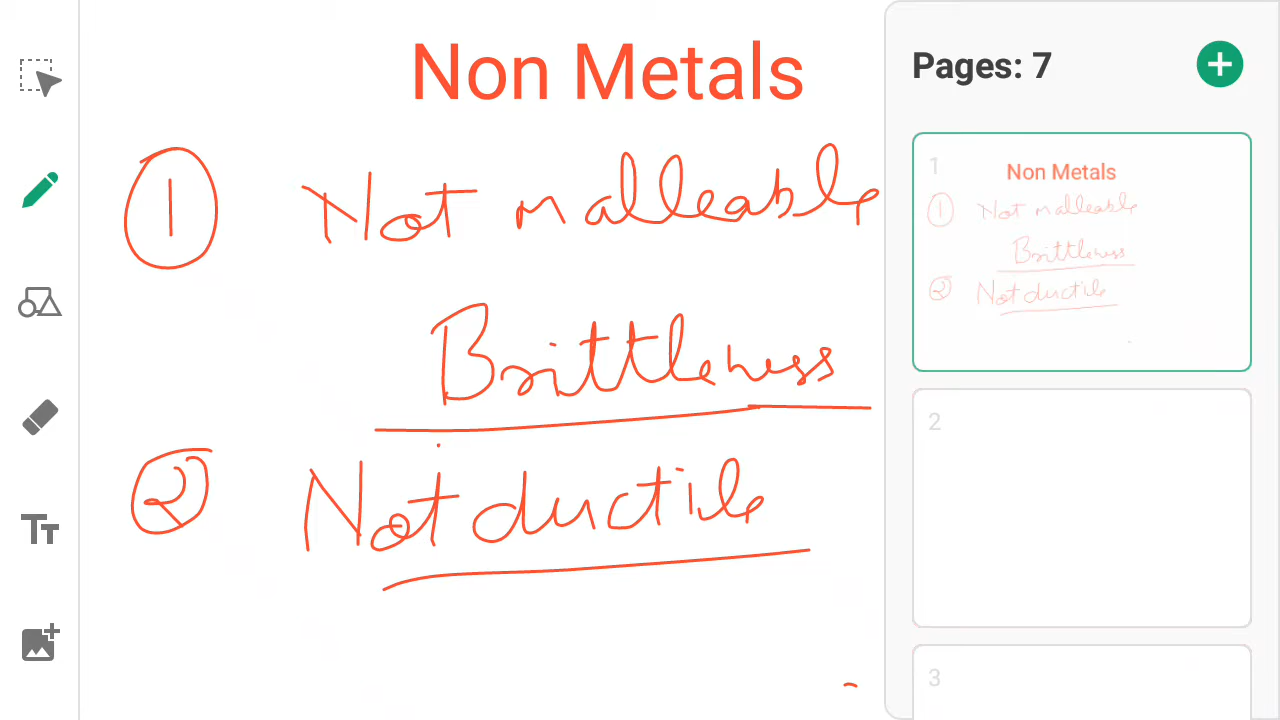 Non Metals
Pages: 7
1 Not malleable
Brittleness
2 Not ductile
1
Non Metals
1 Not malleable
Brittleness
2 Not ductile
2
3